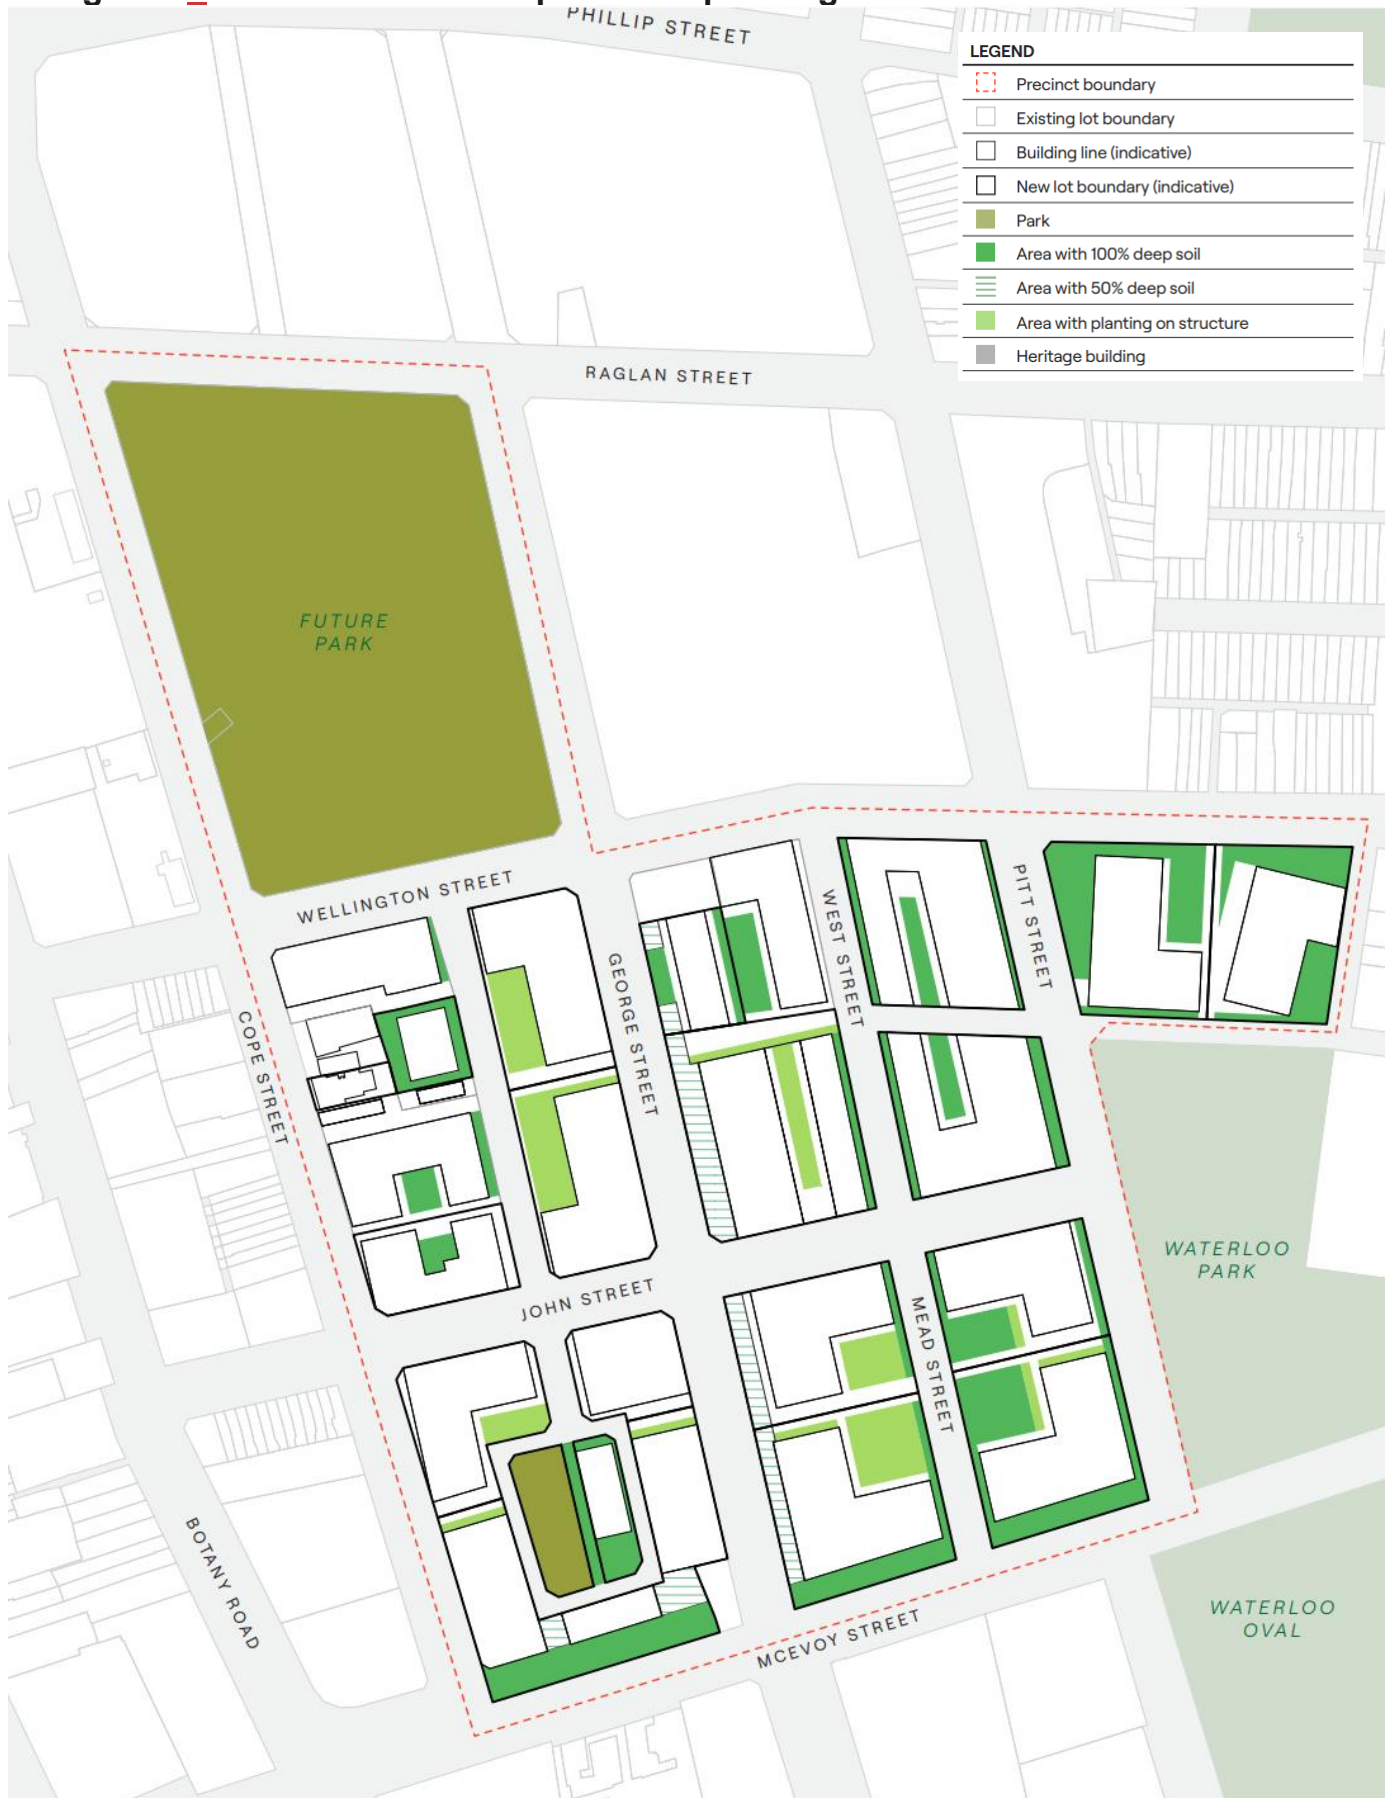 PHILLIP STREET
LEGEND
Precinct boundary
Existing lot boundary
Building line (indicative)
New lot boundary (indicative)
Park
Area with 100% deep soil
Area with 50% deep soil
Area with planting on structure
Heritage building
RAGLAN STREET
FUTURE
PARK
WELLINGTON STREET
PITT STREET
WEST STREET
GEORGE STREET
COPE STREET
WATERLOO
PARK
JOHN STREET
MEAD STREET
BOTANY ROAD
WATERLOO
OVAL
MCEVOY STREET